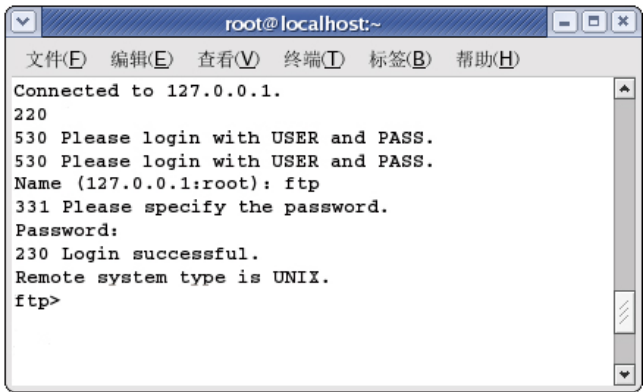 root@localhost:~
文件(F) 编辑(E) 查看(V) 终端(T) 标签(B) 帮助(H)
Connected to 127.0.0.1.
220
530 Please login with USER and PASS.
530 Please login with USER and PASS.
Name (127.0.0.1:root): ftp
331 Please specify the password.
Password:
230 Login successful.
Remote system type is UNIX.
ftp>